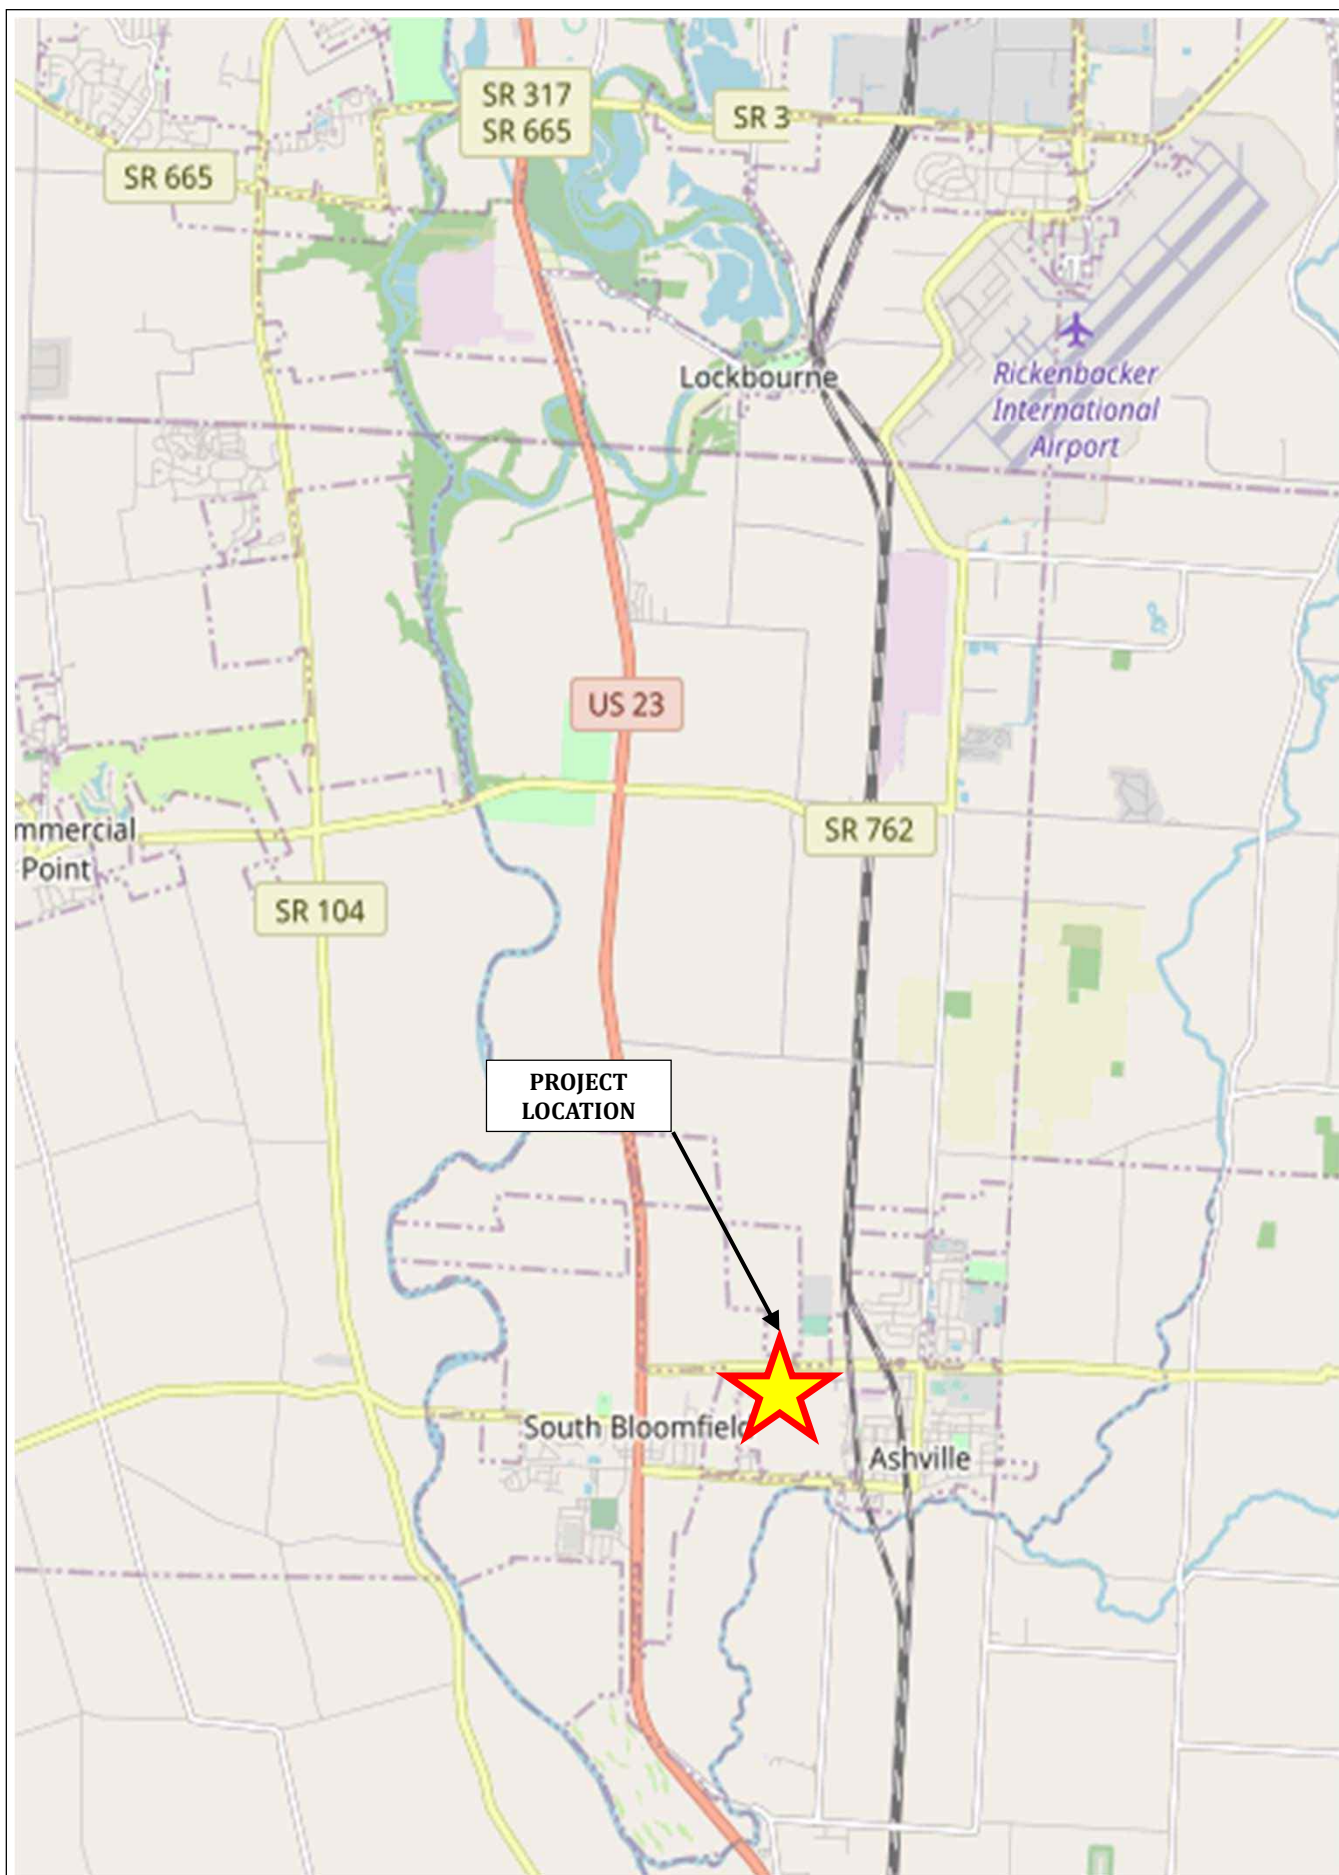 SR 317
SR 665
SR 3
SR 665
Lockbourne
Rickenbacker
International
Airport
US 23
mmercial
Point
SR 762
SR 104
PROJECT
LOCATION
South Bloomfield
Ashville